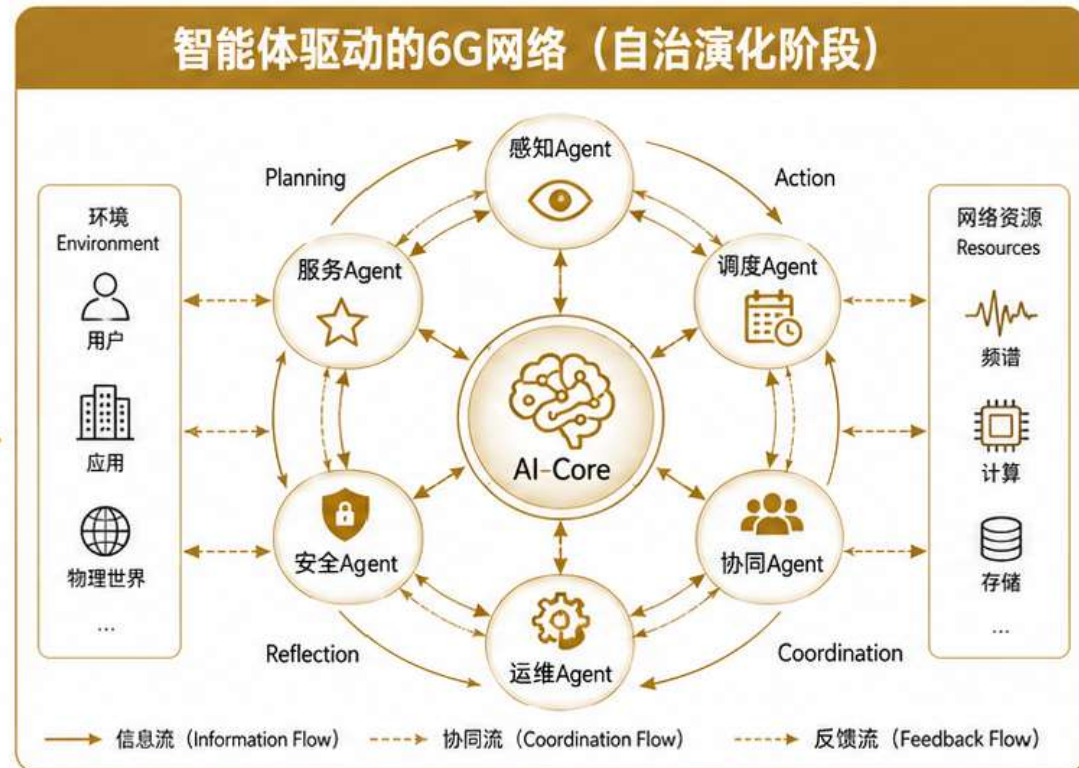 智能体驱动的6G网络（自治演化阶段）
感知Agent
Planning
Action
环境
Environment
用户
应用
物理世界
...
服务Agent
调度Agent
AI-Core
安全Agent
协同Agent
运维Agent
Reflection
Coordination
网络资源
Resources
频谱
计算
存储
...
信息流（Information Flow）
协同流（Coordination Flow）
反馈流（Feedback Flow）